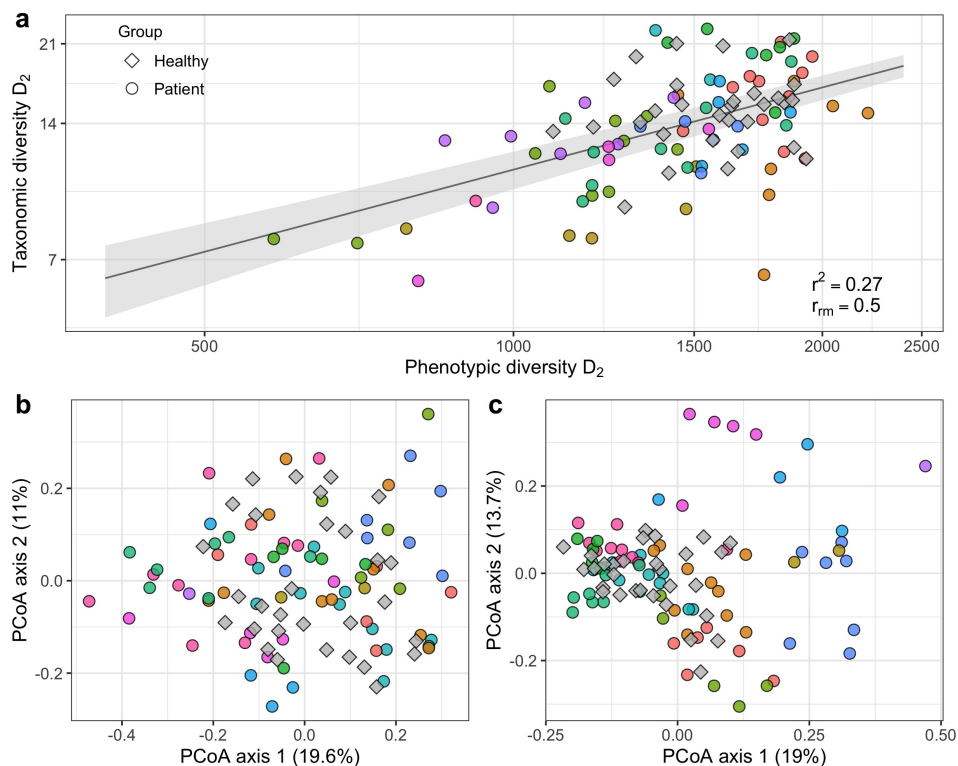 a
Group
Healthy
Patient
21
14
7
Taxonomic diversity D₂
r² = 0.27
rᵣₘ = 0.5
500
1000
1500
2000
2500
Phenotypic diversity D₂
b
0.2
0.0
-0.2
PCoA axis 2 (11%)
-0.4
-0.2
0.0
0.2
PCoA axis 1 (19.6%)
c
0.2
0.0
-0.2
PCoA axis 2 (13.7%)
-0.25
0.00
0.25
0.50
PCoA axis 1 (19%)